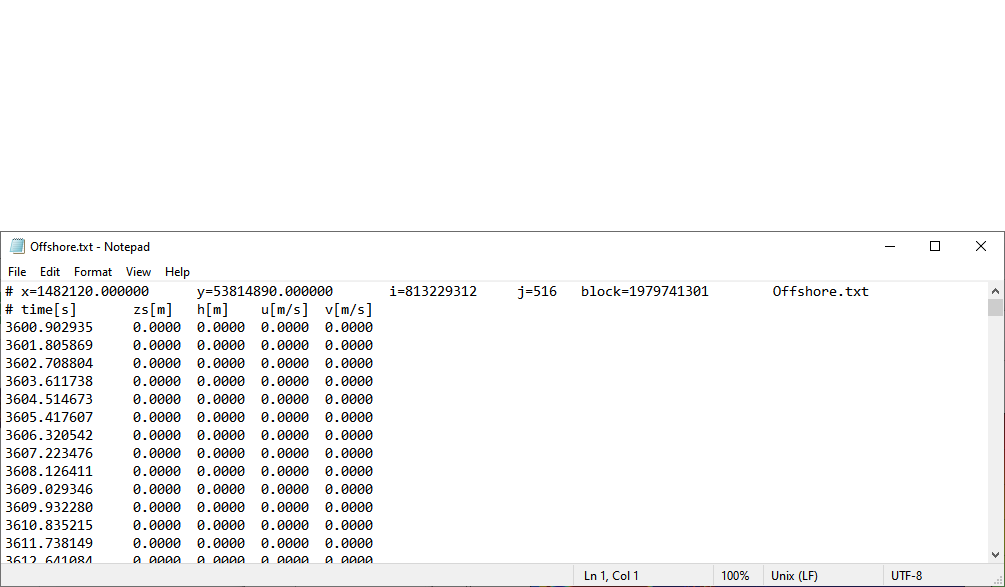 Offshore.txt - Notepad
File Edit Format View Help
# x=1482120.000000 y=53814890.000000 i=813229312 j=516 block=1979741301 Offshore.txt
# time[s] zs[m] h[m] u[m/s] v[m/s]
3600.902935 0.0000 0.0000 0.0000 0.0000
3601.805869 0.0000 0.0000 0.0000 0.0000
3602.708804 0.0000 0.0000 0.0000 0.0000
3603.611738 0.0000 0.0000 0.0000 0.0000
3604.514673 0.0000 0.0000 0.0000 0.0000
3605.417607 0.0000 0.0000 0.0000 0.0000
3606.320542 0.0000 0.0000 0.0000 0.0000
3607.223476 0.0000 0.0000 0.0000 0.0000
3608.126411 0.0000 0.0000 0.0000 0.0000
3609.029346 0.0000 0.0000 0.0000 0.0000
3609.932280 0.0000 0.0000 0.0000 0.0000
3610.835215 0.0000 0.0000 0.0000 0.0000
3611.738149 0.0000 0.0000 0.0000 0.0000
3612.641084 0.0000 0.0000 0.0000 0.0000
Ln 1, Col 1 100% Unix (LF) UTF-8